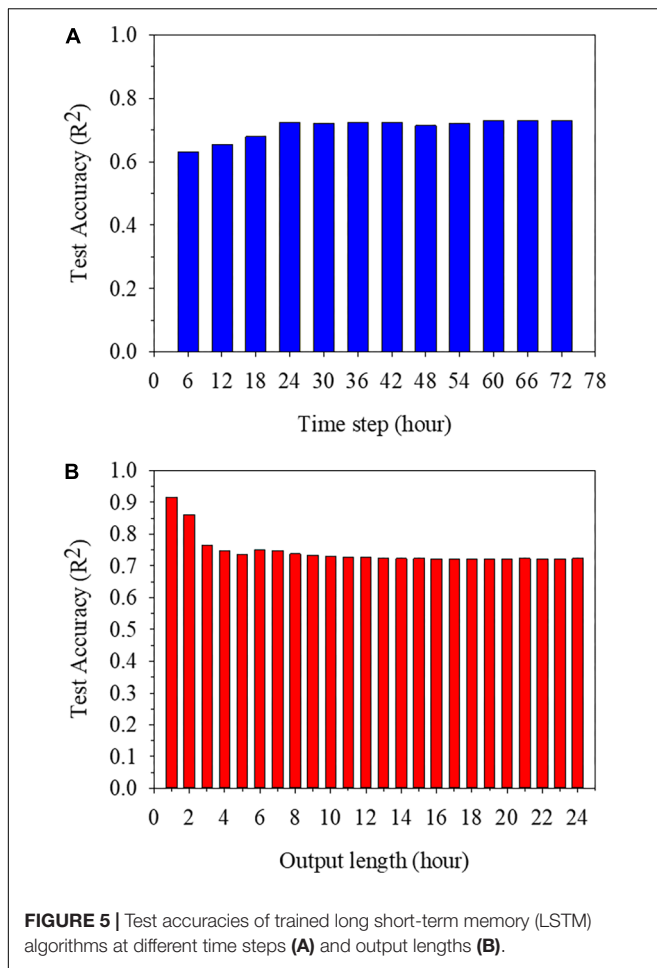 A
1.0
0.8
0.6
0.4
0.2
0.0
Test Accuracy (R²)
0 6 12 18 24 30 36 42 48 54 60 66 72 78
Time step (hour)
B
1.0
0.9
0.8
0.7
0.6
0.5
0.4
0.3
0.2
0.1
0.0
Test Accuracy (R²)
0 2 4 6 8 10 12 14 16 18 20 22 24
Output length (hour)
FIGURE 5 | Test accuracies of trained long short-term memory (LSTM)
algorithms at different time steps (A) and output lengths (B).